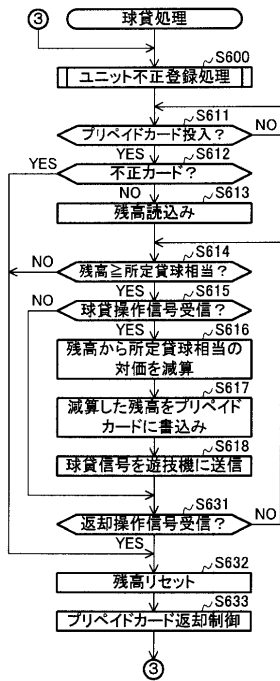 球貸処理
③
S600
ユニット不正登録処理
S611
プリペイドカード投入？
NO
YES
S612
YES
不正カード？
NO
S613
残高読込み
S614
NO
残高≧所定貸球相当？
YES
S615
NO
球貸操作信号受信？
YES
S616
残高から所定貸球相当の
対価を減算
S617
減算した残高をプリペイド
カードに書込み
S618
球貸信号を遊技機に送信
S631
返却操作信号受信？
NO
YES
S632
残高リセット
S633
プリペイドカード返却制御
③